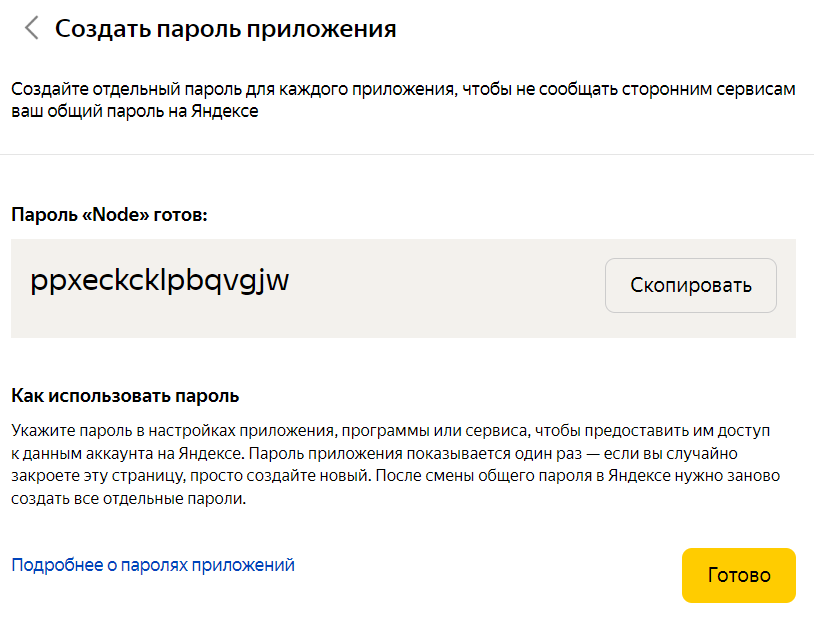 Создать пароль приложения
Создайте отдельный пароль для каждого приложения, чтобы не сообщать сторонним сервисам
ваш общий пароль на Яндексе
Пароль «Node» готов:
ppxeckcklpbqvgjw
Скопировать
Как использовать пароль
Укажите пароль в настройках приложения, программы или сервиса, чтобы предоставить им доступ
к данным аккаунта на Яндексе. Пароль приложения показывается один раз — если вы случайно
закроете эту страницу, просто создайте новый. После смены общего пароля в Яндексе нужно заново
создать все отдельные пароли.
Подробнее о паролях приложений
Готово